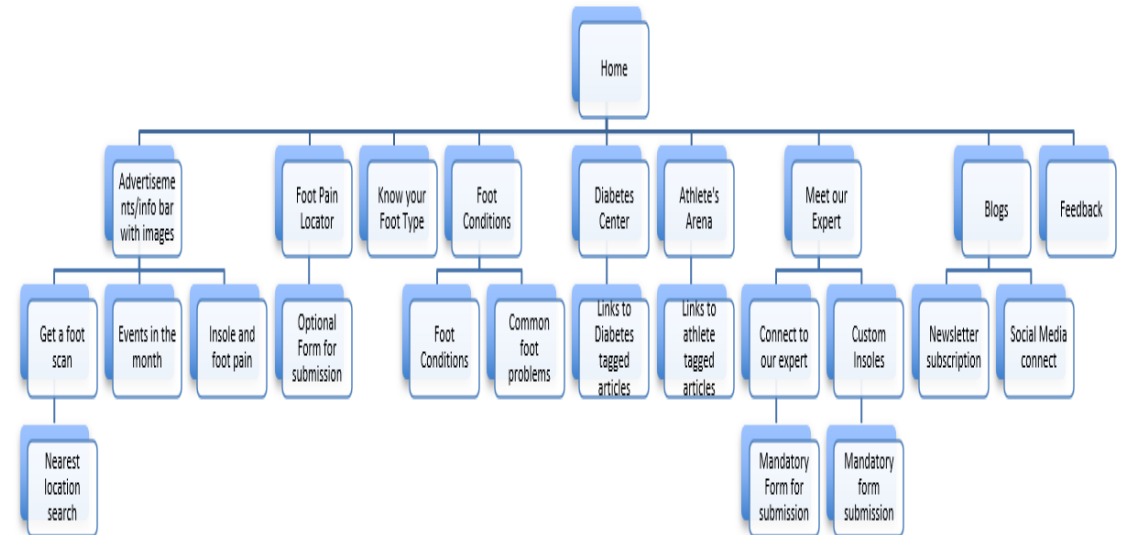 Home
Advertiseme
nts/info bar
with images
Foot Pain
Locator
Know your
Foot Type
Foot
Conditions
Diabetes
Center
Athlete's
Arena
Meet our
Expert
Blogs
Feedback
Get a foot
scan
Events in the
month
Insole and
foot pain
Optional
Form for
submission
Foot
Conditions
Common
foot
problems
Links to
Diabetes
tagged
articles
Links to
athlete
tagged
articles
Connect to
our expert
Custom
Insoles
Newsletter
subscription
Social Media
connect
Nearest
location
search
Mandatory
Form for
submission
Mandatory
form
submission